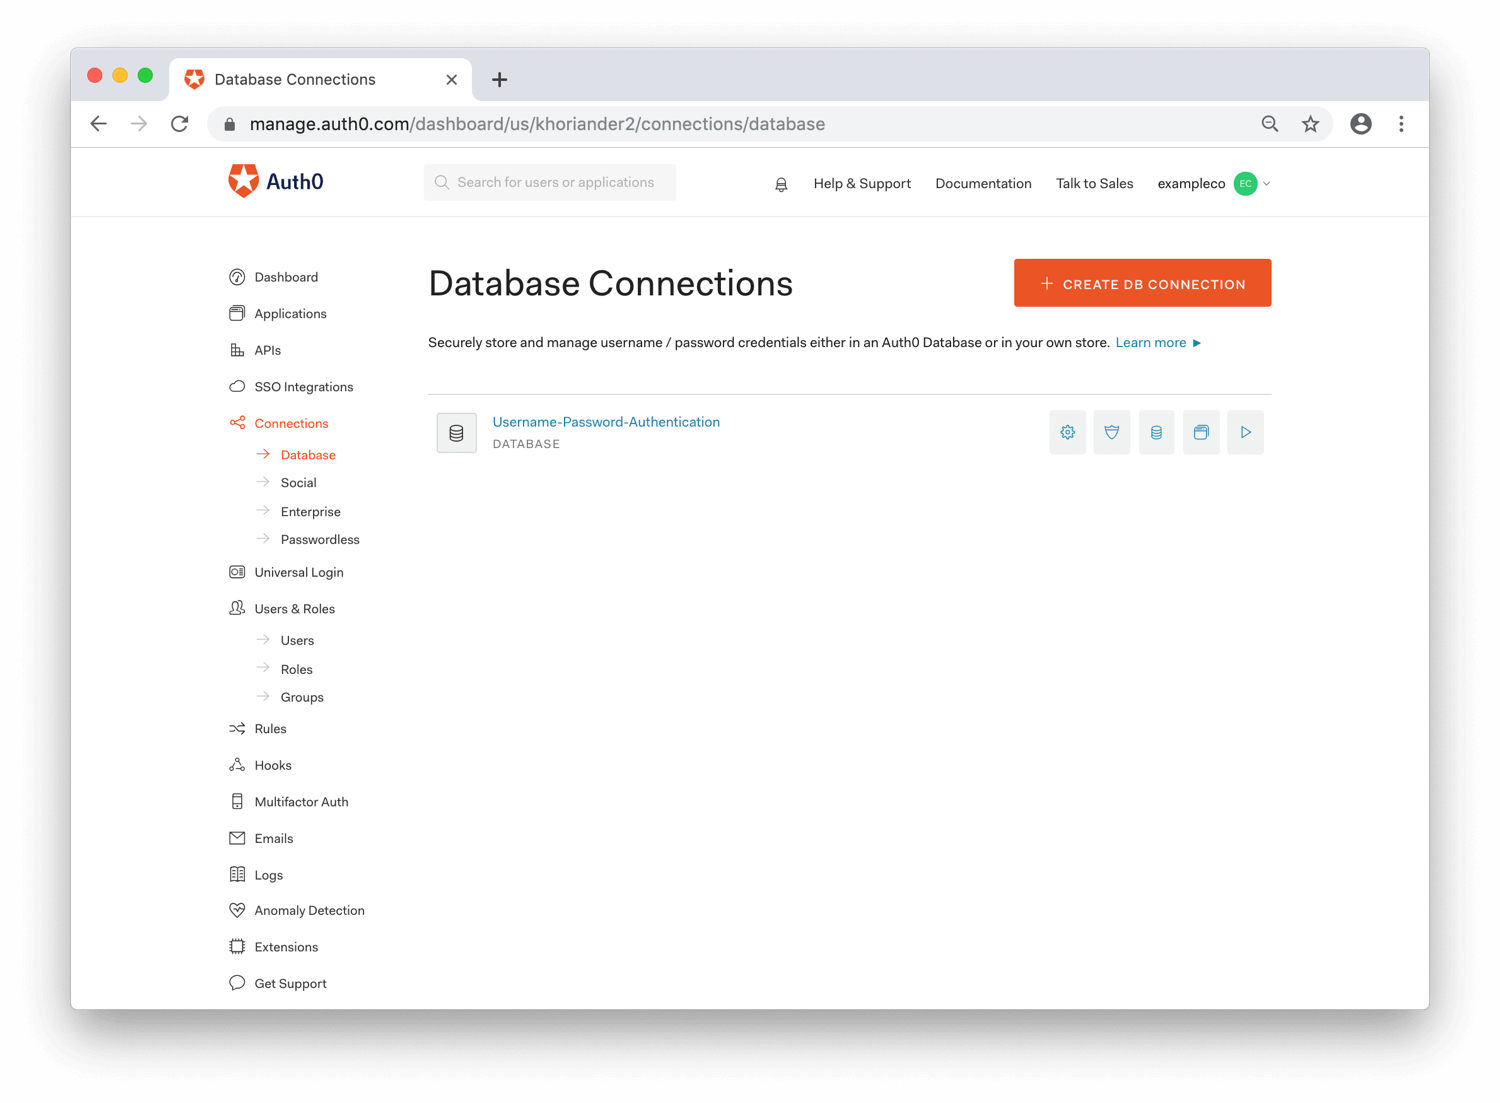 Database Connections
manage.auth0.com/dashboard/us/khoriander2/connections/database
Auth0
Search for users or applications
Help & Support
Documentation
Talk to Sales
exampleco
EC
Dashboard
Applications
APIs
SSO Integrations
Connections
Database
Social
Enterprise
Passwordless
Universal Login
Users & Roles
Users
Roles
Groups
Rules
Hooks
Multifactor Auth
Emails
Logs
Anomaly Detection
Extensions
Get Support
Database Connections
CREATE DB CONNECTION
Securely store and manage username / password credentials either in an Auth0 Database or in your own store. Learn more
Username-Password-Authentication
DATABASE